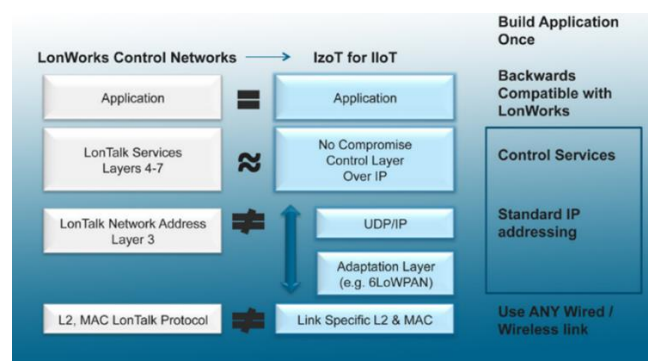 Build Application
Once
LonWorks Control Networks
IzoT for IIoT
Backwards
Compatible with
LonWorks
Application
=
Application
LonTalk Services
Layers 4-7
≈
No Compromise
Control Layer
Over IP
Control Services
LonTalk Network Address
Layer 3
≠
UDP/IP
Standard IP
addressing
Adaptation Layer
(e.g. 6LoWPAN)
L2, MAC LonTalk Protocol
≠
Link Specific L2 & MAC
Use ANY Wired /
Wireless link